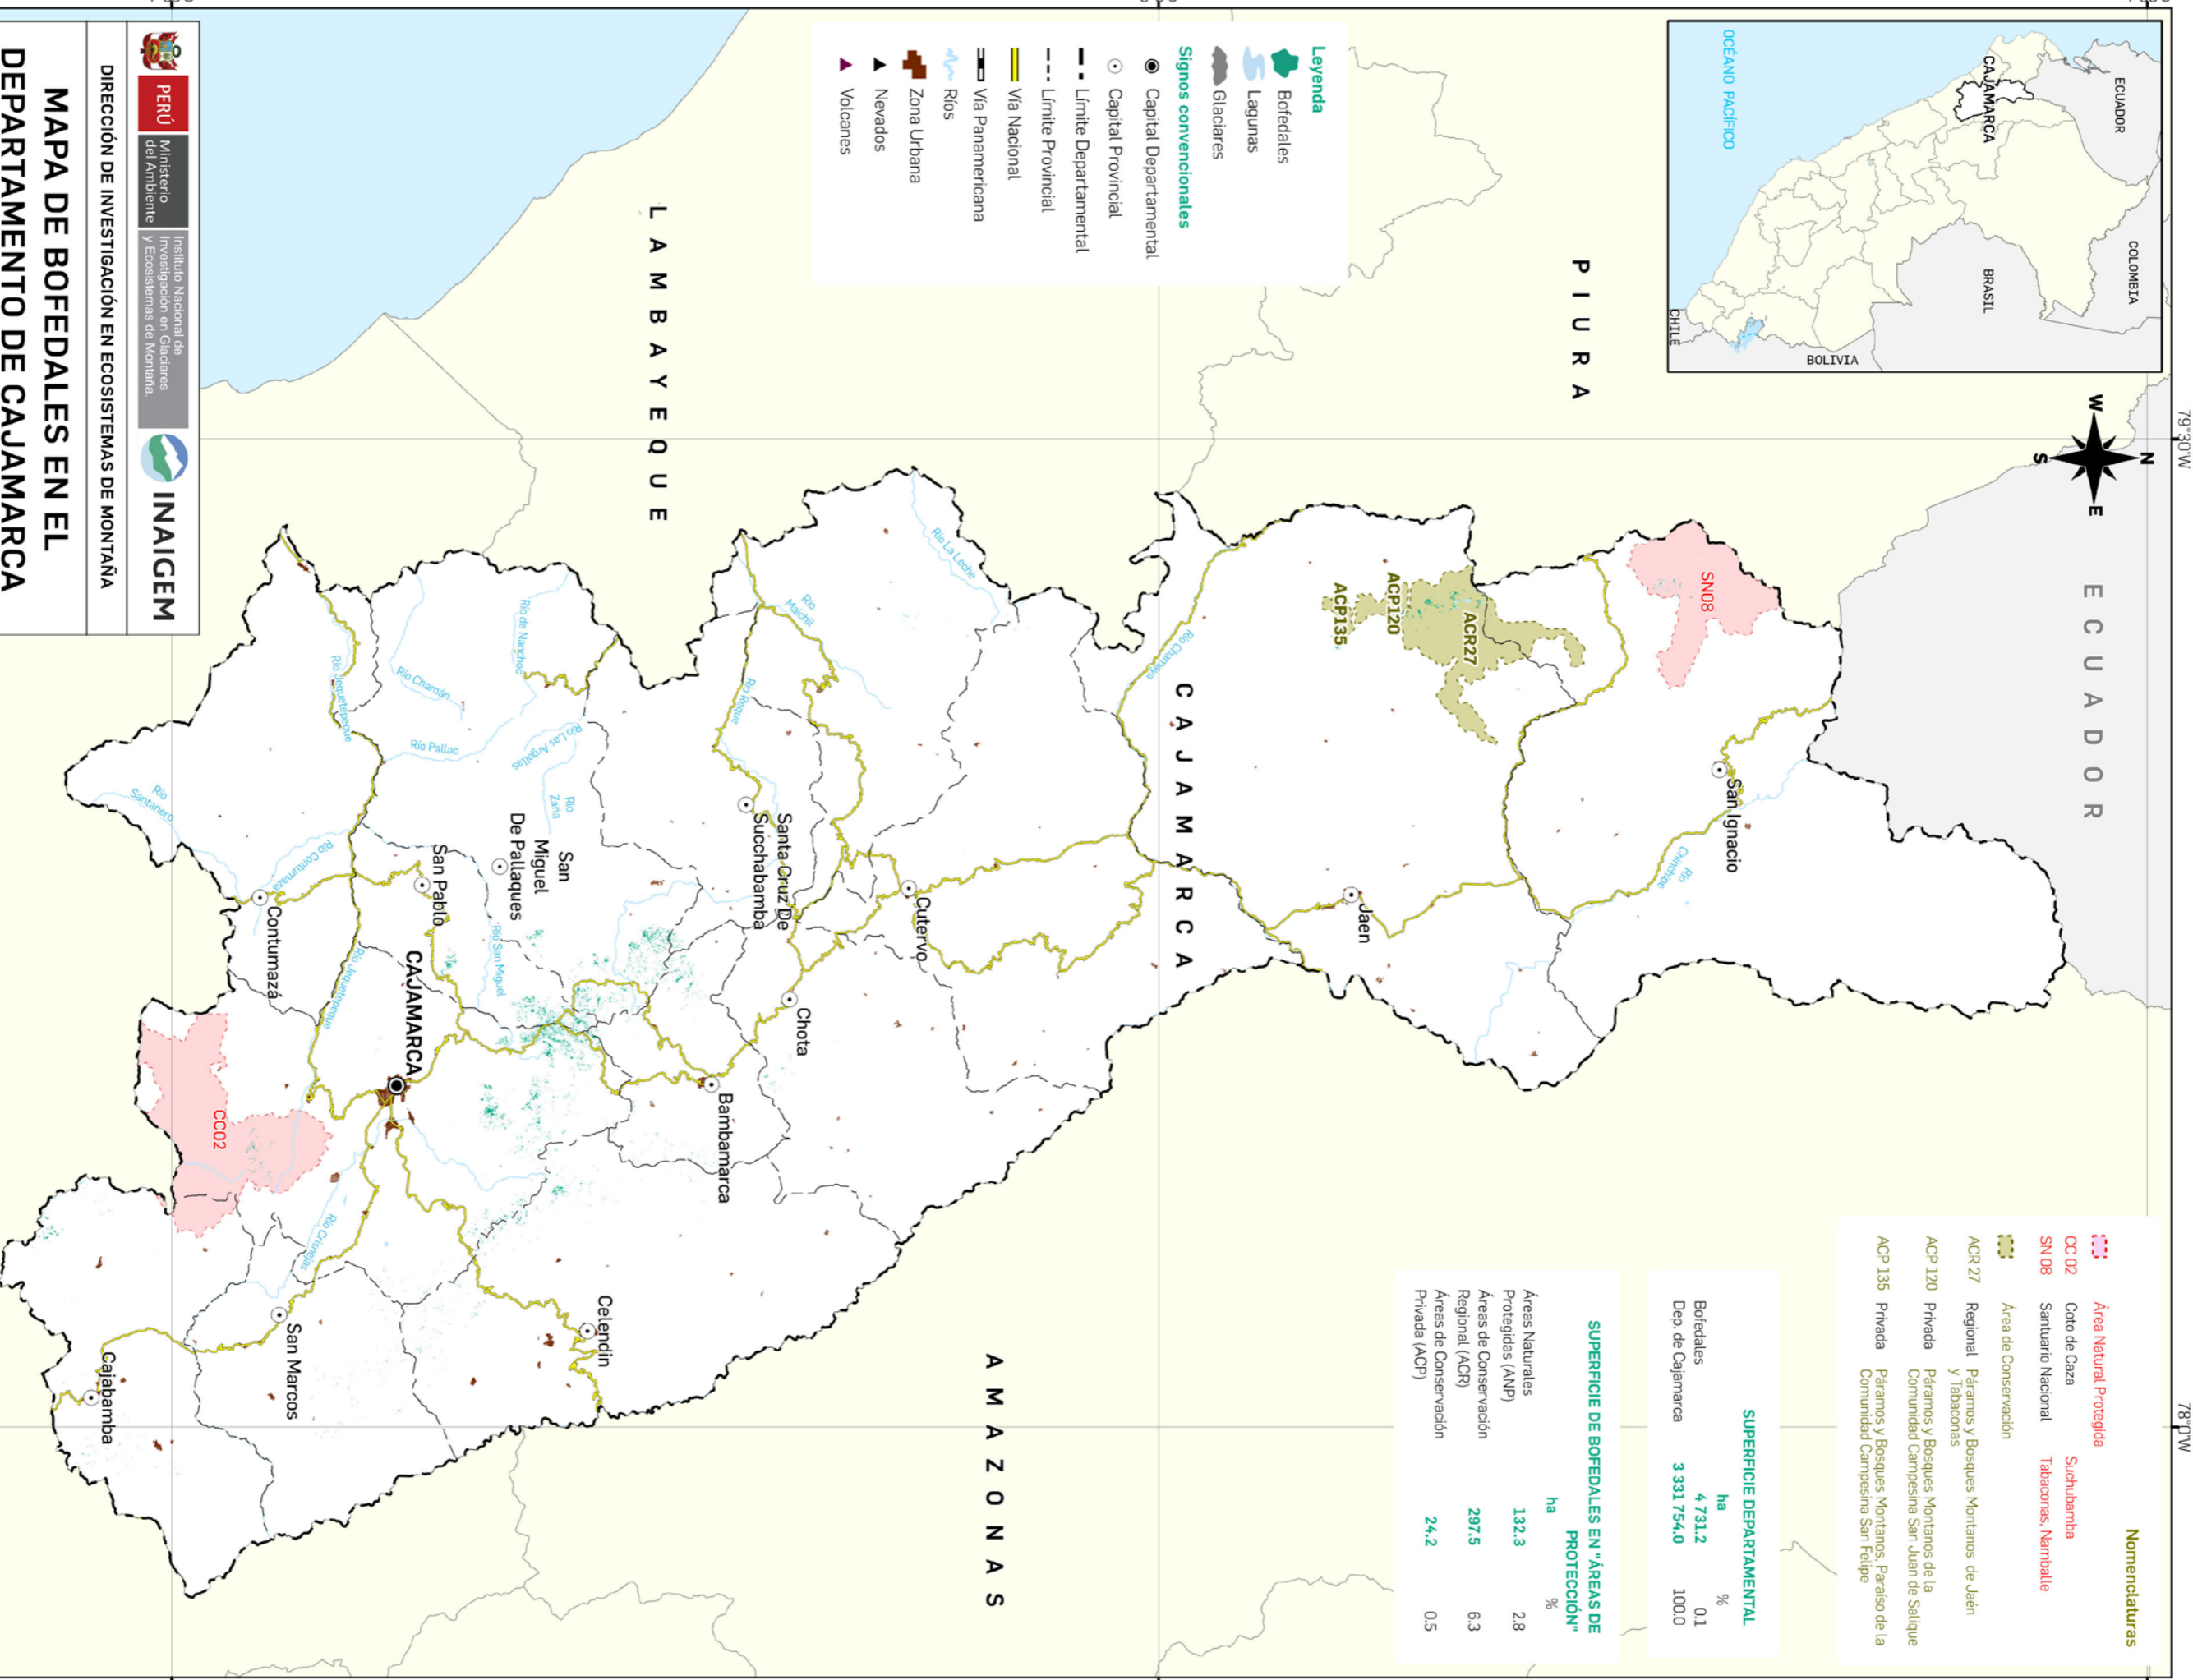 79°30'W
78°0'W
ECUADOR
COLOMBIA
CAJAMARCA
BRASIL
OCÉANO PACÍFICO
BOLIVIA
CHILE
N
W
E
S
Nomenclaturas
Área Natural Protegida
CC 02 Coto de Caza Suchubamba
SN 08 Santuario Nacional Tabaconas, Namballe
Área de Conservación
ACR 27 Regional Páramos y Bosques Montanos de Jaén
y Tabaconas
ACP 120 Privada Páramos y Bosques Montanos de la
Comunidad Campesina San Juan de Salique
ACP 135 Privada Páramos y Bosques Montanos, Paraíso de la
Comunidad Campesina San Felipe
SUPERFICIE DEPARTAMENTAL
ha %
Bofedales 4 731.2 0.1
Dep. de Cajamarca 3 331 754.0 100.0
SUPERFICIE DE BOFEDALES EN "ÁREAS DE
PROTECCIÓN"
ha %
Áreas Naturales
Protegidas (ANP) 132.3 2.8
Áreas de Conservación
Regional (ACR) 297.5 6.3
Áreas de Conservación
Privada (ACP) 24.2 0.5
ECUADOR
PIURA
CAJAMARCA
LAMBAYEQUE
AMAZONAS
SN08
San Ignacio
Río
Chinchipe
ACR27
ACP120
ACP135
Jaen
Río Chamaya
Río La Leche
Cutervo
Río
Maichil
Río Reque
Santa Cruz De
Succhabamba
Chota
Bambamarca
Río de Nanchoc
Río Las Argollas
Río
Zaña
San
Miguel
De Pallaques
Río Chamán
Río Pallac
Río San Miguel
Celendin
San Pablo
CAJAMARCA
Río Jequetepeque
Río Jequetepeque
Río Contumaza
Río
Santanero
Contumazá
Río Crisnejas
San Marcos
CC02
Cajabamba
Leyenda
Bofedales
Lagunas
Glaciares
Signos convencionales
Capital Departamental
Capital Provincial
Límite Departamental
Límite Provincial
Vía Nacional
Vía Panamericana
Ríos
Zona Urbana
Nevados
Volcanes
PERÚ
Ministerio
del Ambiente
Instituto Nacional de
Investigación en Glaciares
y Ecosistemas de Montaña.
INAIGEM
DIRECCIÓN DE INVESTIGACIÓN EN ECOSISTEMAS DE MONTAÑA
MAPA DE BOFEDALES EN EL
DEPARTAMENTO DE CAJAMARCA